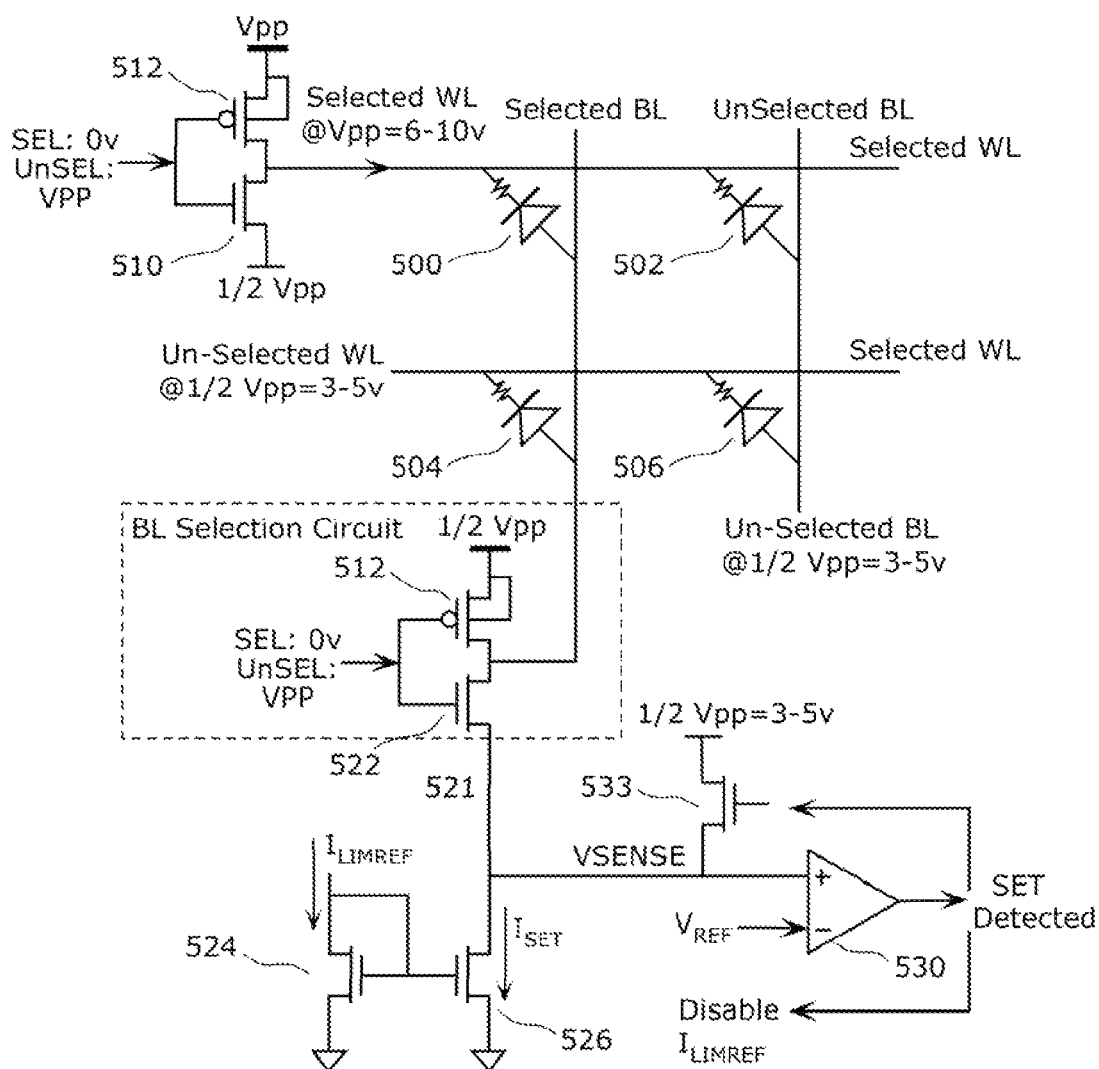 Vpp
512
Selected WL
@Vpp=6-10v
Selected BL
UnSelected BL
SEL: 0v
UnSEL:
VPP
Selected WL
510
1/2 Vpp
500
502
Un-Selected WL
@1/2 Vpp=3-5v
Selected WL
504
506
BL Selection Circuit
1/2 Vpp
Un-Selected BL
@1/2 Vpp=3-5v
512
SEL: 0v
UnSEL:
VPP
1/2 Vpp=3-5v
522
521
533
I_LIMREF
VSENSE
+
SET
Detected
524
I_SET
V_REF
−
530
526
Disable
I_LIMREF